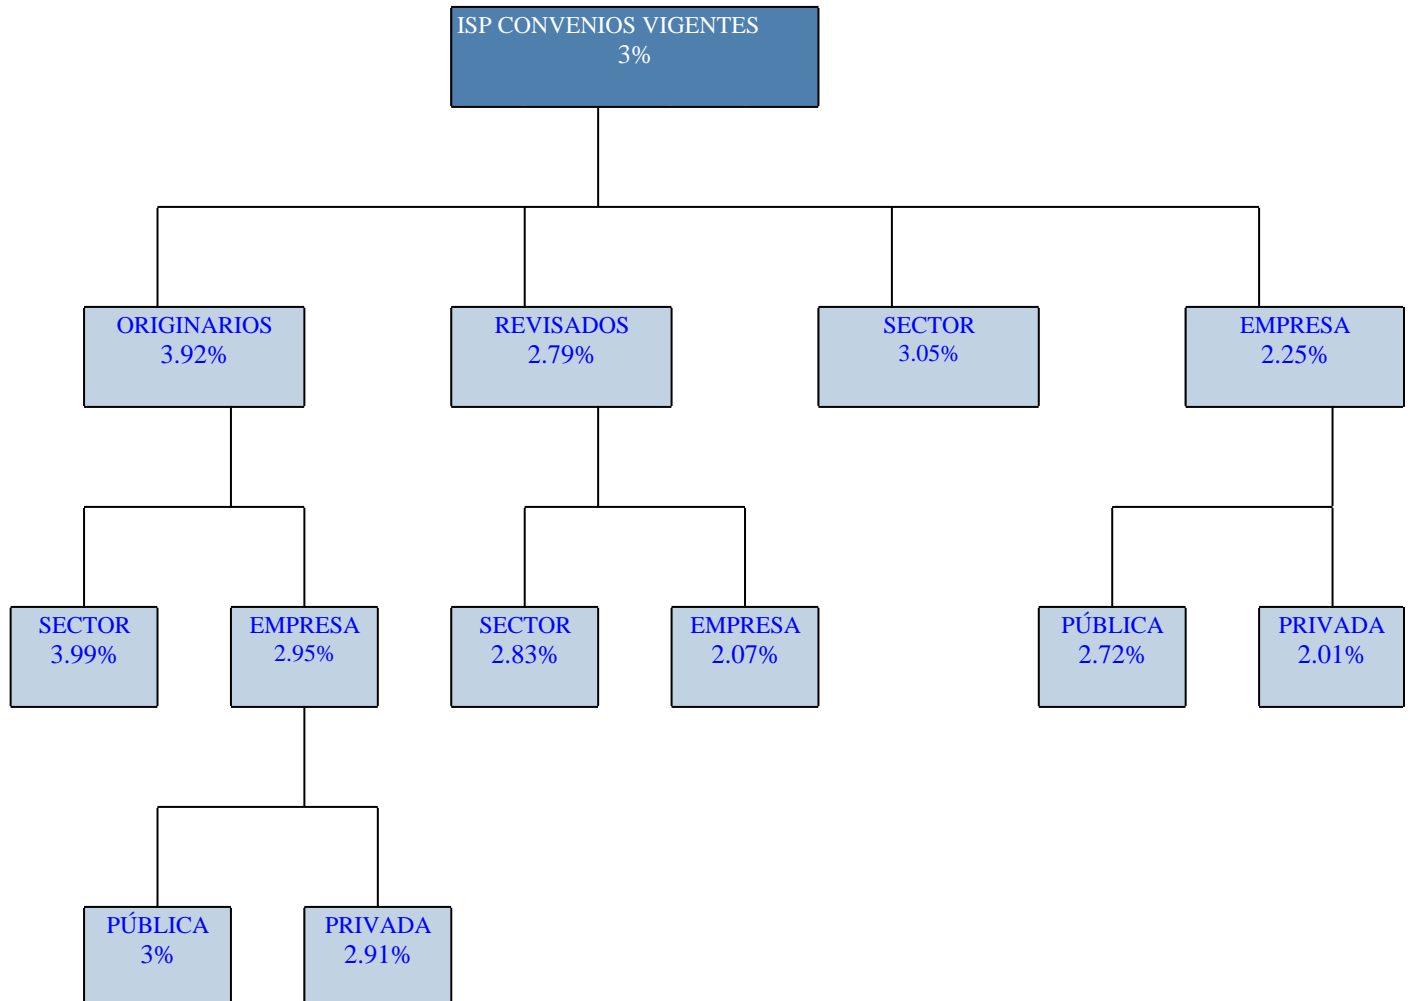 ISP CONVENIOS VIGENTES
3%
ORIGINARIOS
3.92%
REVISADOS
2.79%
SECTOR
3.05%
EMPRESA
2.25%
SECTOR
3.99%
EMPRESA
2.95%
SECTOR
2.83%
EMPRESA
2.07%
PÚBLICA
2.72%
PRIVADA
2.01%
PÚBLICA
3%
PRIVADA
2.91%